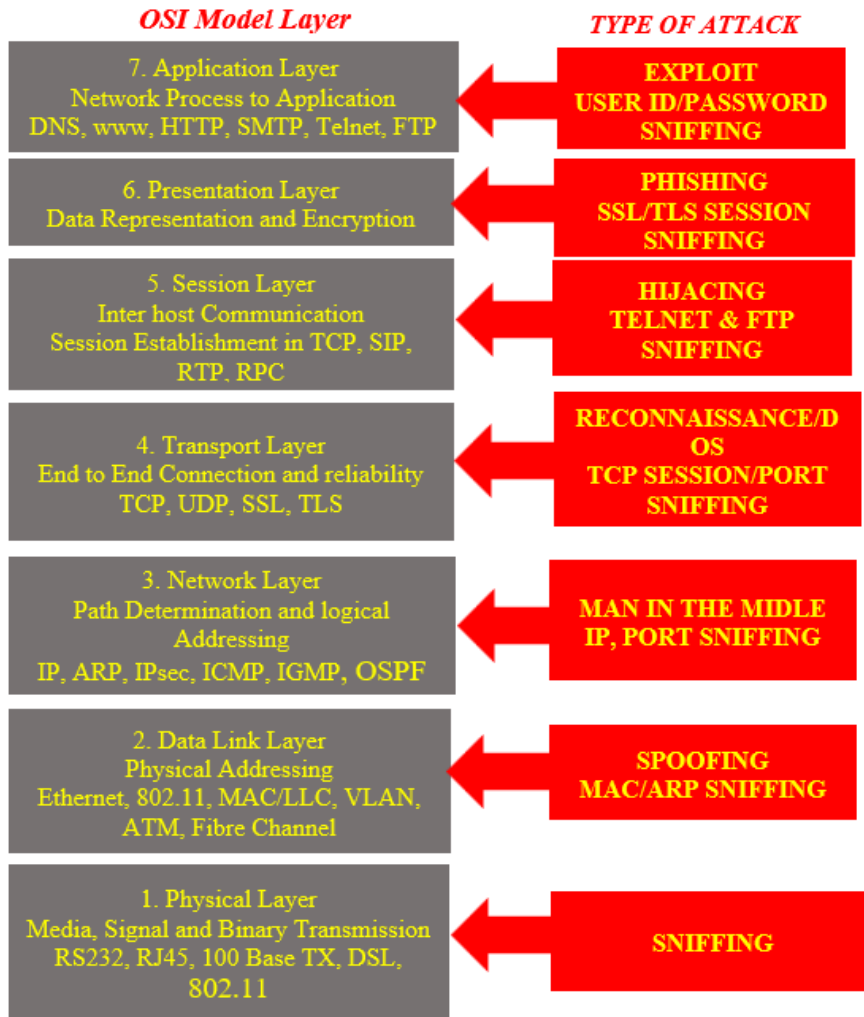 OSI Model Layer
TYPE OF ATTACK
7. Application Layer
Network Process to Application
DNS, www, HTTP, SMTP, Telnet, FTP
EXPLOIT
USER ID/PASSWORD
SNIFFING
6. Presentation Layer
Data Representation and Encryption
PHISHING
SSL/TLS SESSION
SNIFFING
5. Session Layer
Inter host Communication
Session Establishment in TCP, SIP,
RTP, RPC
HIJACING
TELNET & FTP
SNIFFING
4. Transport Layer
End to End Connection and reliability
TCP, UDP, SSL, TLS
RECONNAISSANCE/D
OS
TCP SESSION/PORT
SNIFFING
3. Network Layer
Path Determination and logical
Addressing
IP, ARP, IPsec, ICMP, IGMP, OSPF
MAN IN THE MIDLE
IP, PORT SNIFFING
2. Data Link Layer
Physical Addressing
Ethernet, 802.11, MAC/LLC, VLAN,
ATM, Fibre Channel
SPOOFING
MAC/ARP SNIFFING
1. Physical Layer
Media, Signal and Binary Transmission
RS232, RJ45, 100 Base TX, DSL,
802.11
SNIFFING